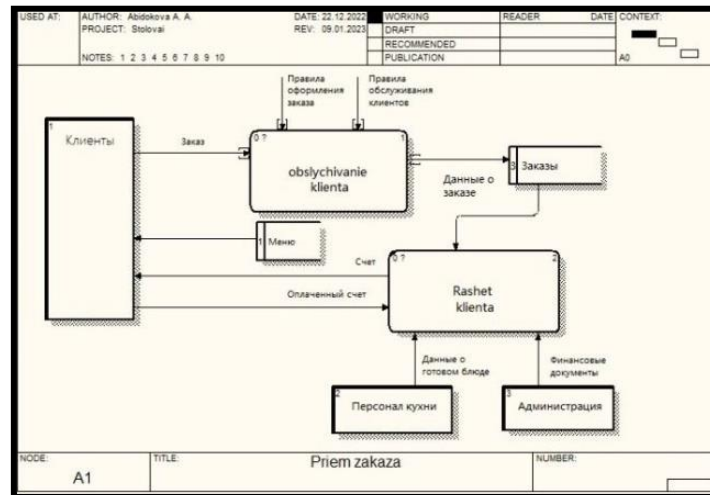 USED AT:
AUTHOR: Abidokova A. A.
DATE: 22.12.2022
WORKING
READER
DATE
CONTEXT:
PROJECT: Stolovai
REV: 09.01.2023
DRAFT
RECOMMENDED
NOTES: 1 2 3 4 5 6 7 8 9 10
PUBLICATION
A0
Правила
оформления
заказа
Правила
обслуживания
клиентов
1
Клиенты
Заказ
0 ?
1
obslychivanie
klienta
3
Заказы
Данные о
заказе
1
Меню
Счет
0 ?
2
Rashet
klienta
Оплаченный счет
Данные о
готовом блюде
Финансовые
документы
2
Персонал кухни
3
Администрация
NODE:
A1
TITLE:
Priem zakaza
NUMBER: